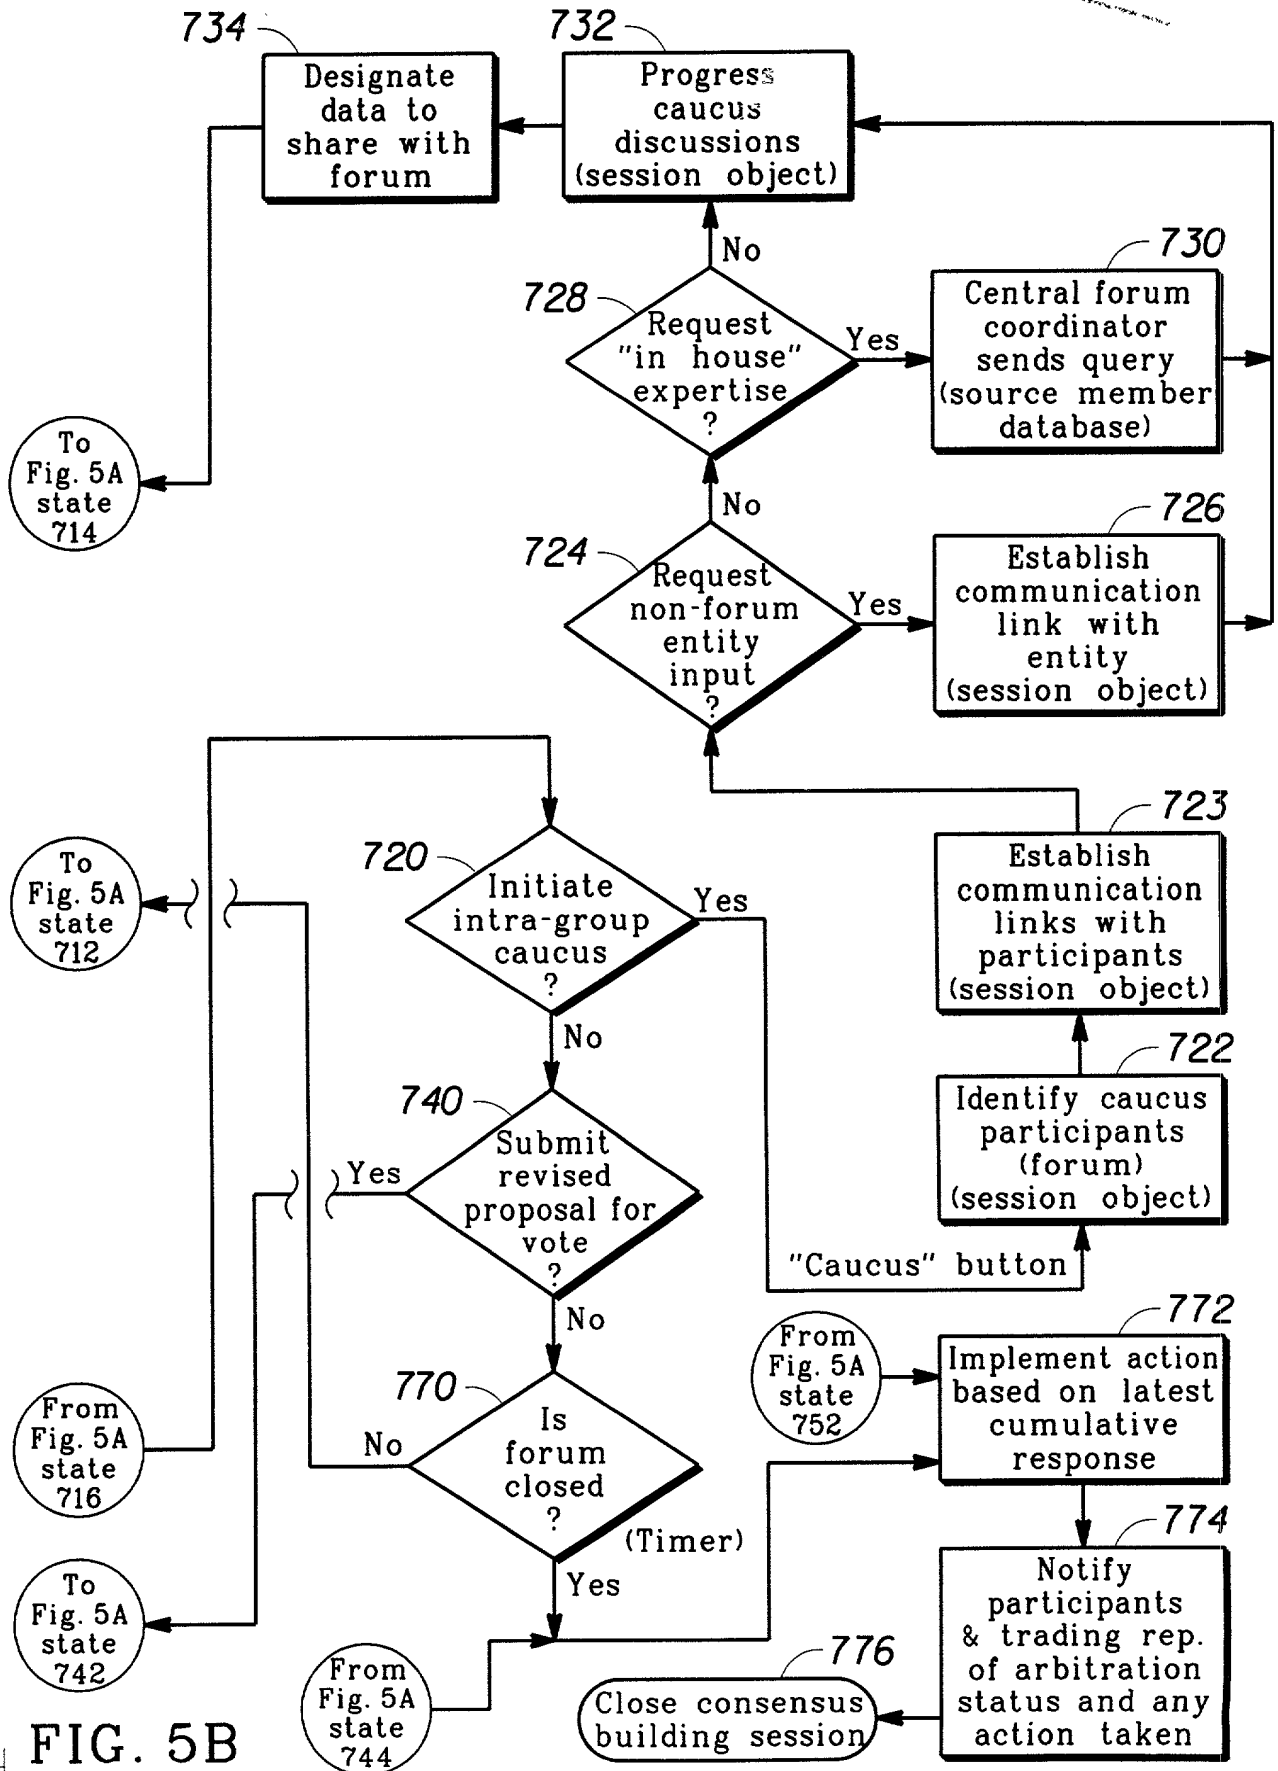 734
Designate
data to
share with
forum
732
Progress
caucus
discussions
(session object)
No
728
Request
"in house"
expertise
?
Yes
730
Central forum
coordinator
sends query
(source member
database)
To
Fig. 5A
state
714
No
724
Request
non-forum
entity
input
?
Yes
726
Establish
communication
link with
entity
(session object)
723
Establish
communication
links with
participants
(session object)
To
Fig. 5A
state
712
720
Initiate
intra-group
caucus
?
Yes
No
722
Identify caucus
participants
(forum)
(session object)
"Caucus" button
740
Submit
revised
proposal for
vote
?
Yes
No
From
Fig. 5A
state
716
770
Is
forum
closed
?
No
(Timer)
Yes
From
Fig. 5A
state
752
772
Implement action
based on latest
cumulative
response
To
Fig. 5A
state
742
From
Fig. 5A
state
744
774
Notify
participants
& trading rep.
of arbitration
status and any
action taken
776
Close consensus
building session
FIG. 5B